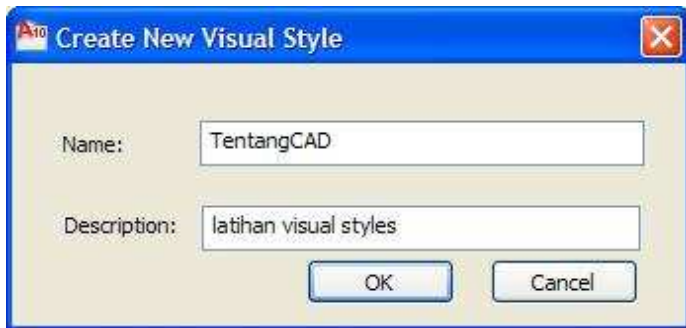 A10 Create New Visual Style
Name: TentangCAD
Description: latihan visual styles
OK Cancel